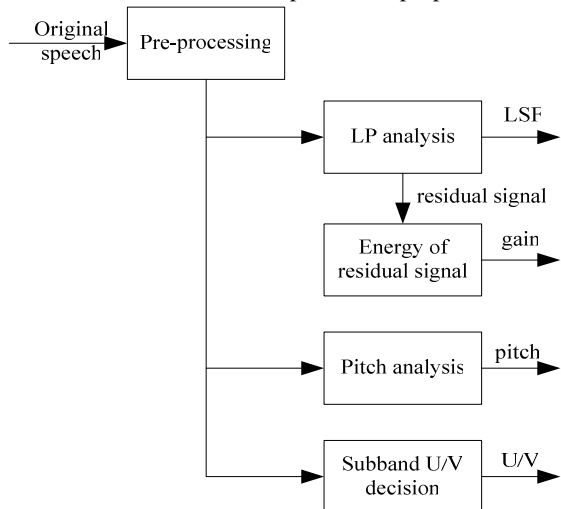 Original
speech
Pre-processing
LP analysis
LSF
residual signal
Energy of
residual signal
gain
Pitch analysis
pitch
Subband U/V
decision
U/V